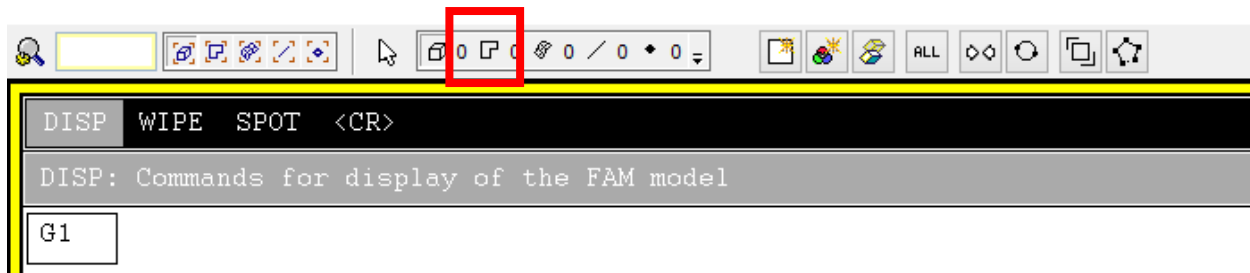 0 0 0 0 0 ALL
DISP WIPE SPOT <CR>
DISP: Commands for display of the FAM model
G1